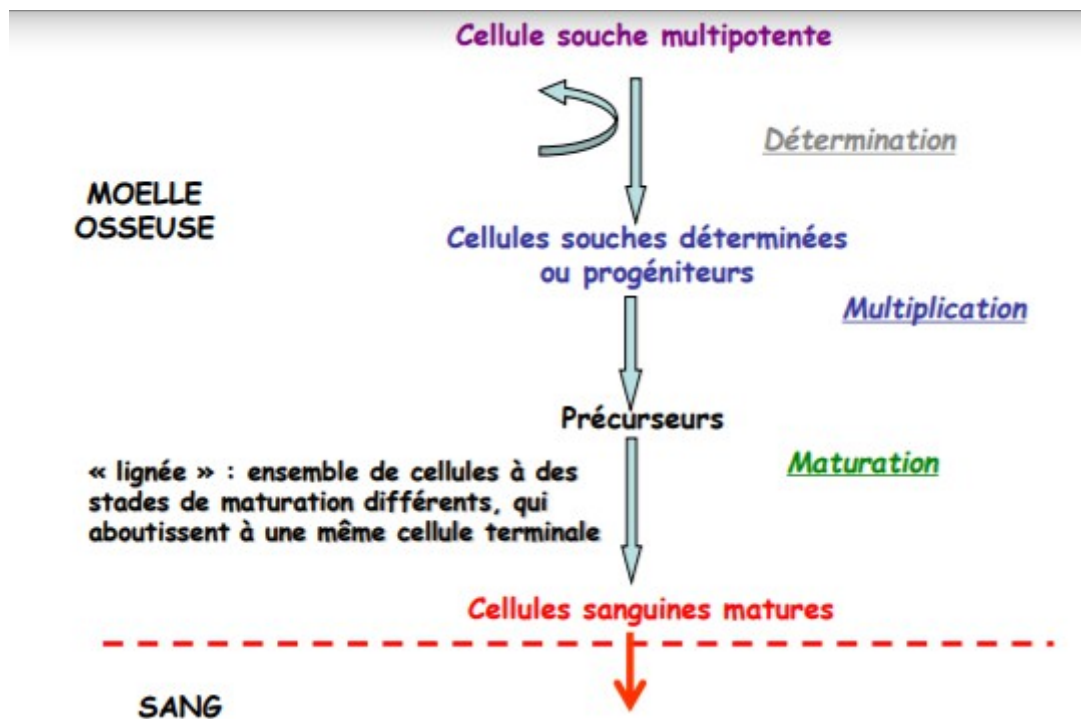 Cellule souche multipotente
Détermination
MOELLE
OSSEUSE
Cellules souches déterminées
ou progéniteurs
Multiplication
Précurseurs
Maturation
« lignée » : ensemble de cellules à des
stades de maturation différents, qui
aboutissent à une même cellule terminale
Cellules sanguines matures
SANG